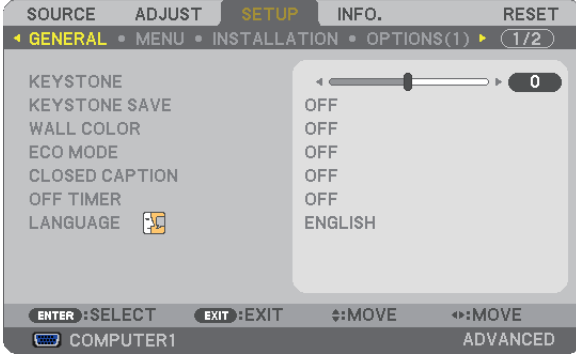 SOURCE ADJUST SETUP INFO. RESET
GENERAL • MENU • INSTALLATION • OPTIONS(1) 1/2
KEYSTONE 0
KEYSTONE SAVE OFF
WALL COLOR OFF
ECO MODE OFF
CLOSED CAPTION OFF
OFF TIMER OFF
LANGUAGE ENGLISH
ENTER :SELECT EXIT :EXIT :MOVE :MOVE
COMPUTER1 ADVANCED